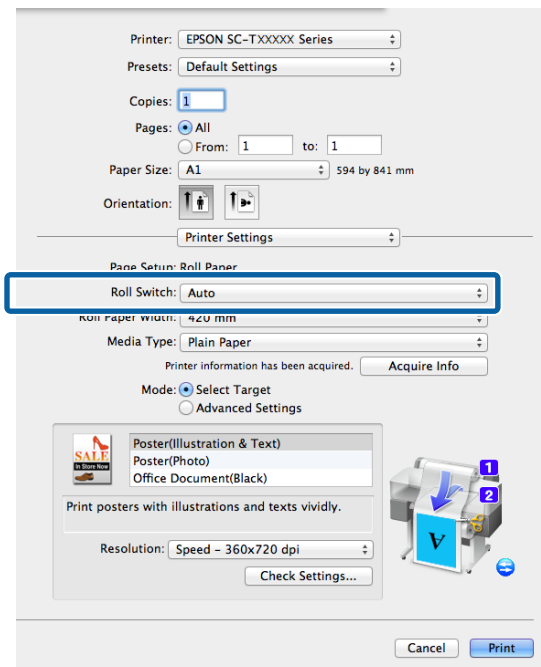 Printer: EPSON SC-TXXXXX Series
Presets: Default Settings
Copies: 1
Pages: All
From: 1 to: 1
Paper Size: A1 594 by 841 mm
Orientation:
Printer Settings
Page Setup: Roll Paper
Roll Switch: Auto
Roll Paper Width: 420 mm
Media Type: Plain Paper
Printer information has been acquired. Acquire Info
Mode: Select Target
Advanced Settings
SALE
In Store Now
Poster(Illustration & Text)
Poster(Photo)
Office Document(Black)
Print posters with illustrations and texts vividly.
Resolution: Speed - 360x720 dpi
Check Settings...
1
2
A
Cancel Print